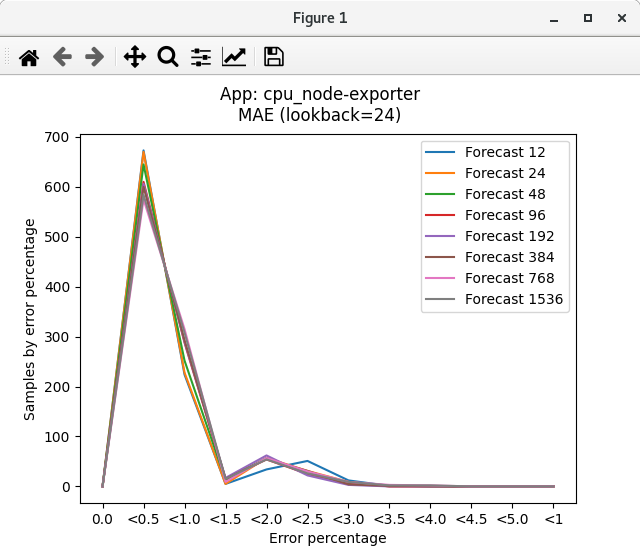 Figure 1
App: cpu_node-exporter
MAE (lookback=24)
700
600
500
400
300
200
100
0
Samples by error percentage
Forecast 12
Forecast 24
Forecast 48
Forecast 96
Forecast 192
Forecast 384
Forecast 768
Forecast 1536
0.0 <0.5 <1.0 <1.5 <2.0 <2.5 <3.0 <3.5 <4.0 <4.5 <5.0 <1
Error percentage